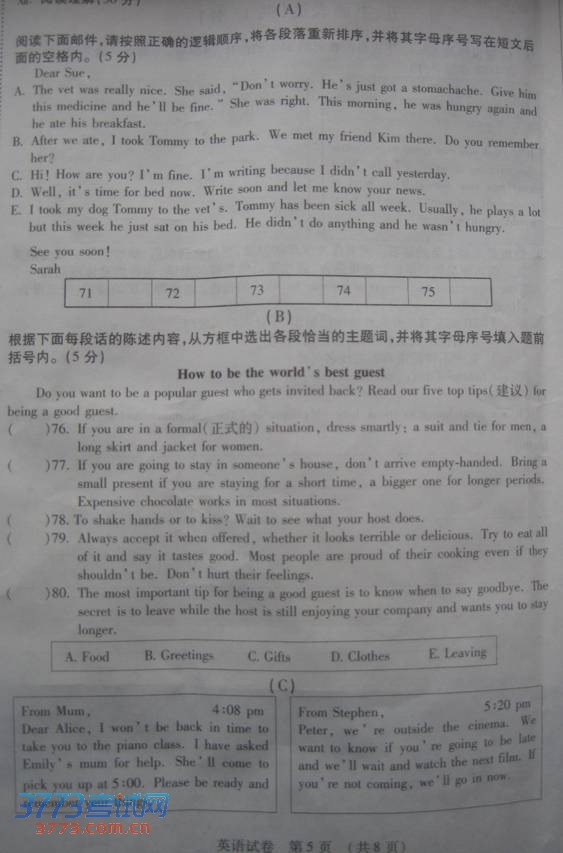 (A)
阅读下面邮件,请按照正确的逻辑顺序,将各段落重新排序,并将其字母序号写在短文后
面的空格内。(5分)
Dear Sue,
A. The vet was really nice. She said, "Don't worry. He's just got a stomachache. Give him
this medicine and he'll be fine." She was right. This morning, he was hungry again and
he ate his breakfast.
B. After we ate, I took Tommy to the park. We met my friend Kim there. Do you remember
her?
C. Hi! How are you? I'm fine. I'm writing because I didn't call yesterday.
D. Well, it's time for bed now. Write soon and let me know your news.
E. I took my dog Tommy to the vet's. Tommy has been sick all week. Usually, he plays a lot
but this week he just sat on his bed. He didn't do anything and he wasn't hungry.
See you soon!
Sarah
71 72 73 74 75
(B)
根据下面每段话的陈述内容,从方框中选出各段恰当的主题词,并将其字母序号填入题前
括号内。(5分)
How to be the world's best guest
Do you want to be a popular guest who gets invited back? Read our five top tips(建议) for
being a good guest.
( )76. If you are in a formal(正式的) situation, dress smartly: a suit and tie for men, a
long skirt and jacket for women.
( )77. If you are going to stay in someone's house, don't arrive empty-handed. Bring a
small present if you are staying for a short time, a bigger one for longer periods.
Expensive chocolate works in most situations.
( )78. To shake hands or to kiss? Wait to see what your host does.
( )79. Always accept it when offered, whether it looks terrible or delicious. Try to eat all
of it and say it tastes good. Most people are proud of their cooking even if they
shouldn't be. Don't hurt their feelings.
( )80. The most important tip for being a good guest is to know when to say goodbye. The
secret is to leave while the host is still enjoying your company and wants you to stay
longer.
A. Food B. Greetings C. Gifts D. Clothes E. Leaving
(C)
From Mum, 4:08 pm
Dear Alice, I won't be back in time to
take you to the piano class. I have asked
Emily's mum for help. She'll come to
pick you up at 5:00. Please be ready and
remember your
From Stephen, 5:20 pm
Peter, we're outside the cinema. We
want to know if you're going to be late
and we'll wait and watch the next film. If
you're not coming, we'll go in now.
3773考试网
3773.com.cn
英语试卷 第5页 (共8页)